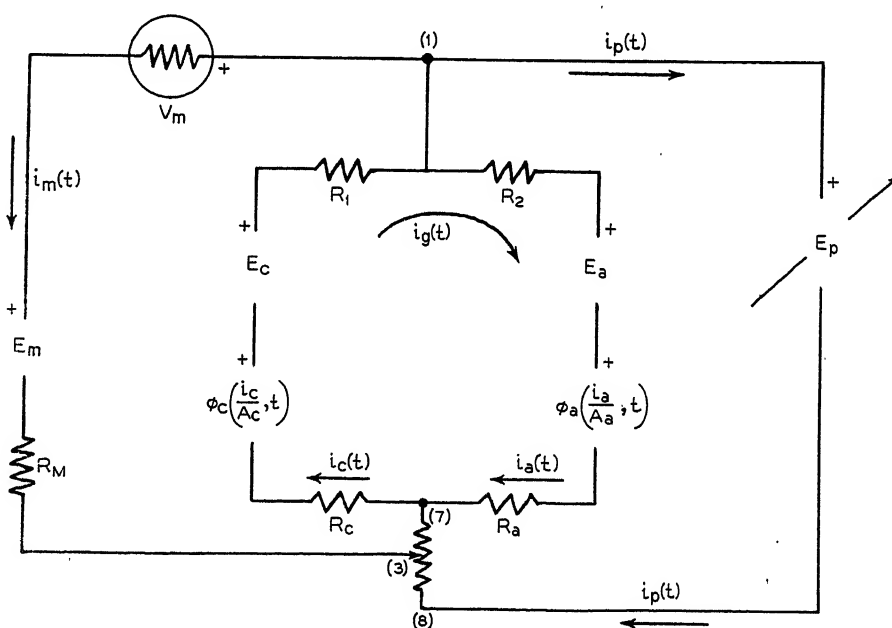 (1)
i_p(t)
V_m
+
i_m(t)
R_1
R_2
i_g(t)
+
E_c
+
E_a
+
E_p
+
E_m
+
ϕ_c(i_c/A_c, t)
+
ϕ_a(i_a/A_a, t)
R_M
i_c(t)
i_a(t)
R_c
(7)
R_a
(3)
i_p(t)
(8)